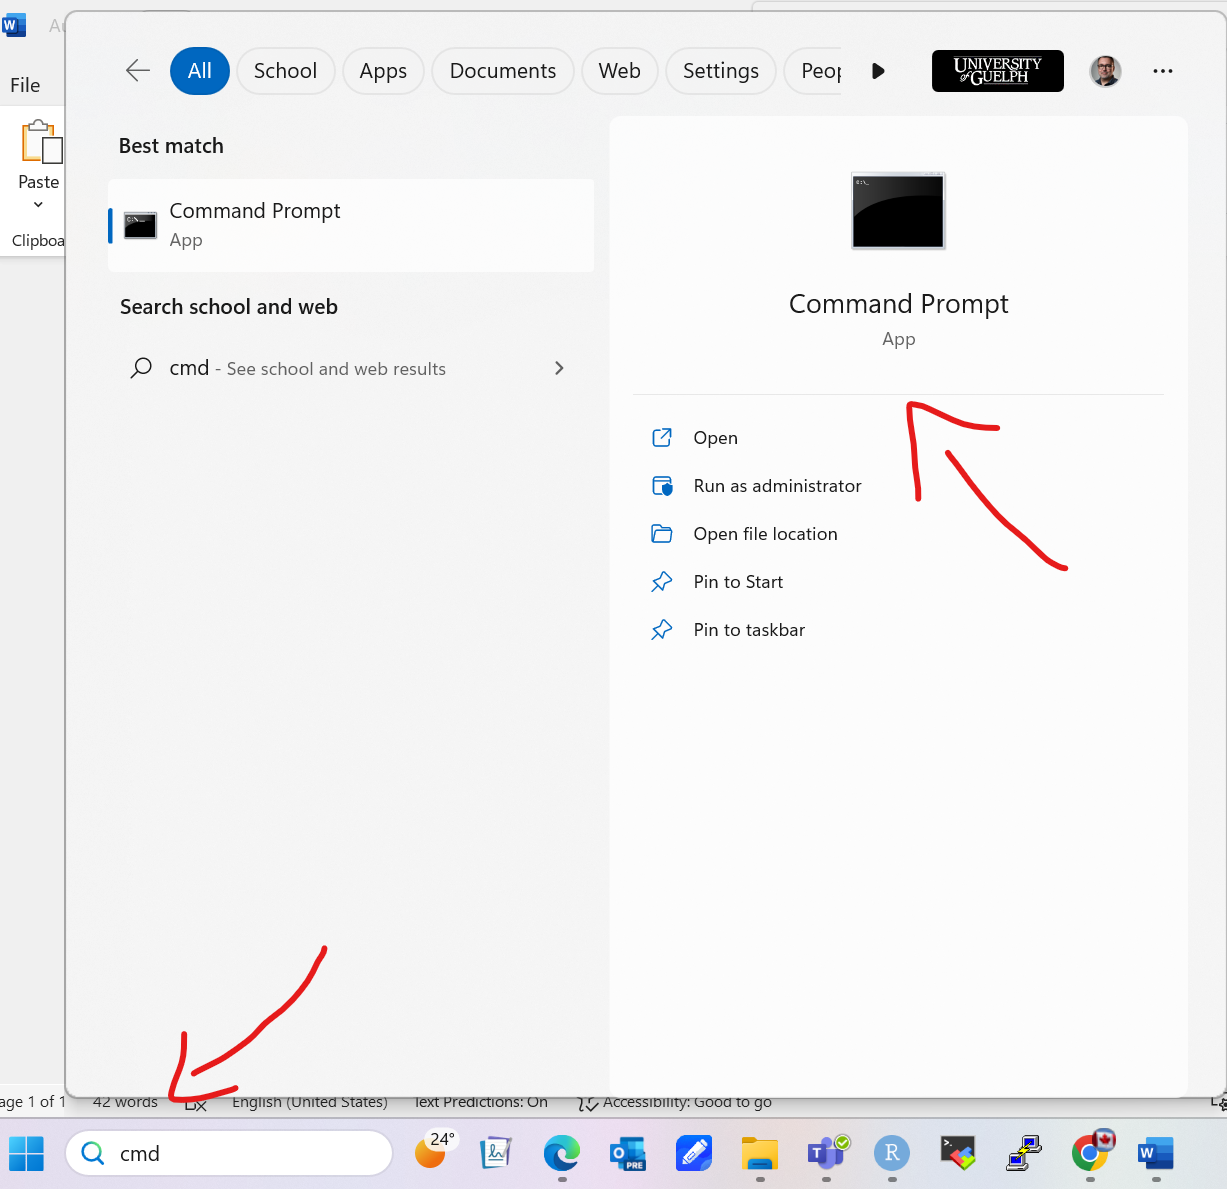 Au
File
Paste
Clipboa
All
School
Apps
Documents
Web
Settings
Peop
UNIVERSITY
of GUELPH
Best match
Command Prompt
App
Search school and web
cmd - See school and web results
Command Prompt
App
Open
Run as administrator
Open file location
Pin to Start
Pin to taskbar
age 1 of 1
42 words
English (United States)
Text Predictions: On
Accessibility: Good to go
cmd
24°
PRE